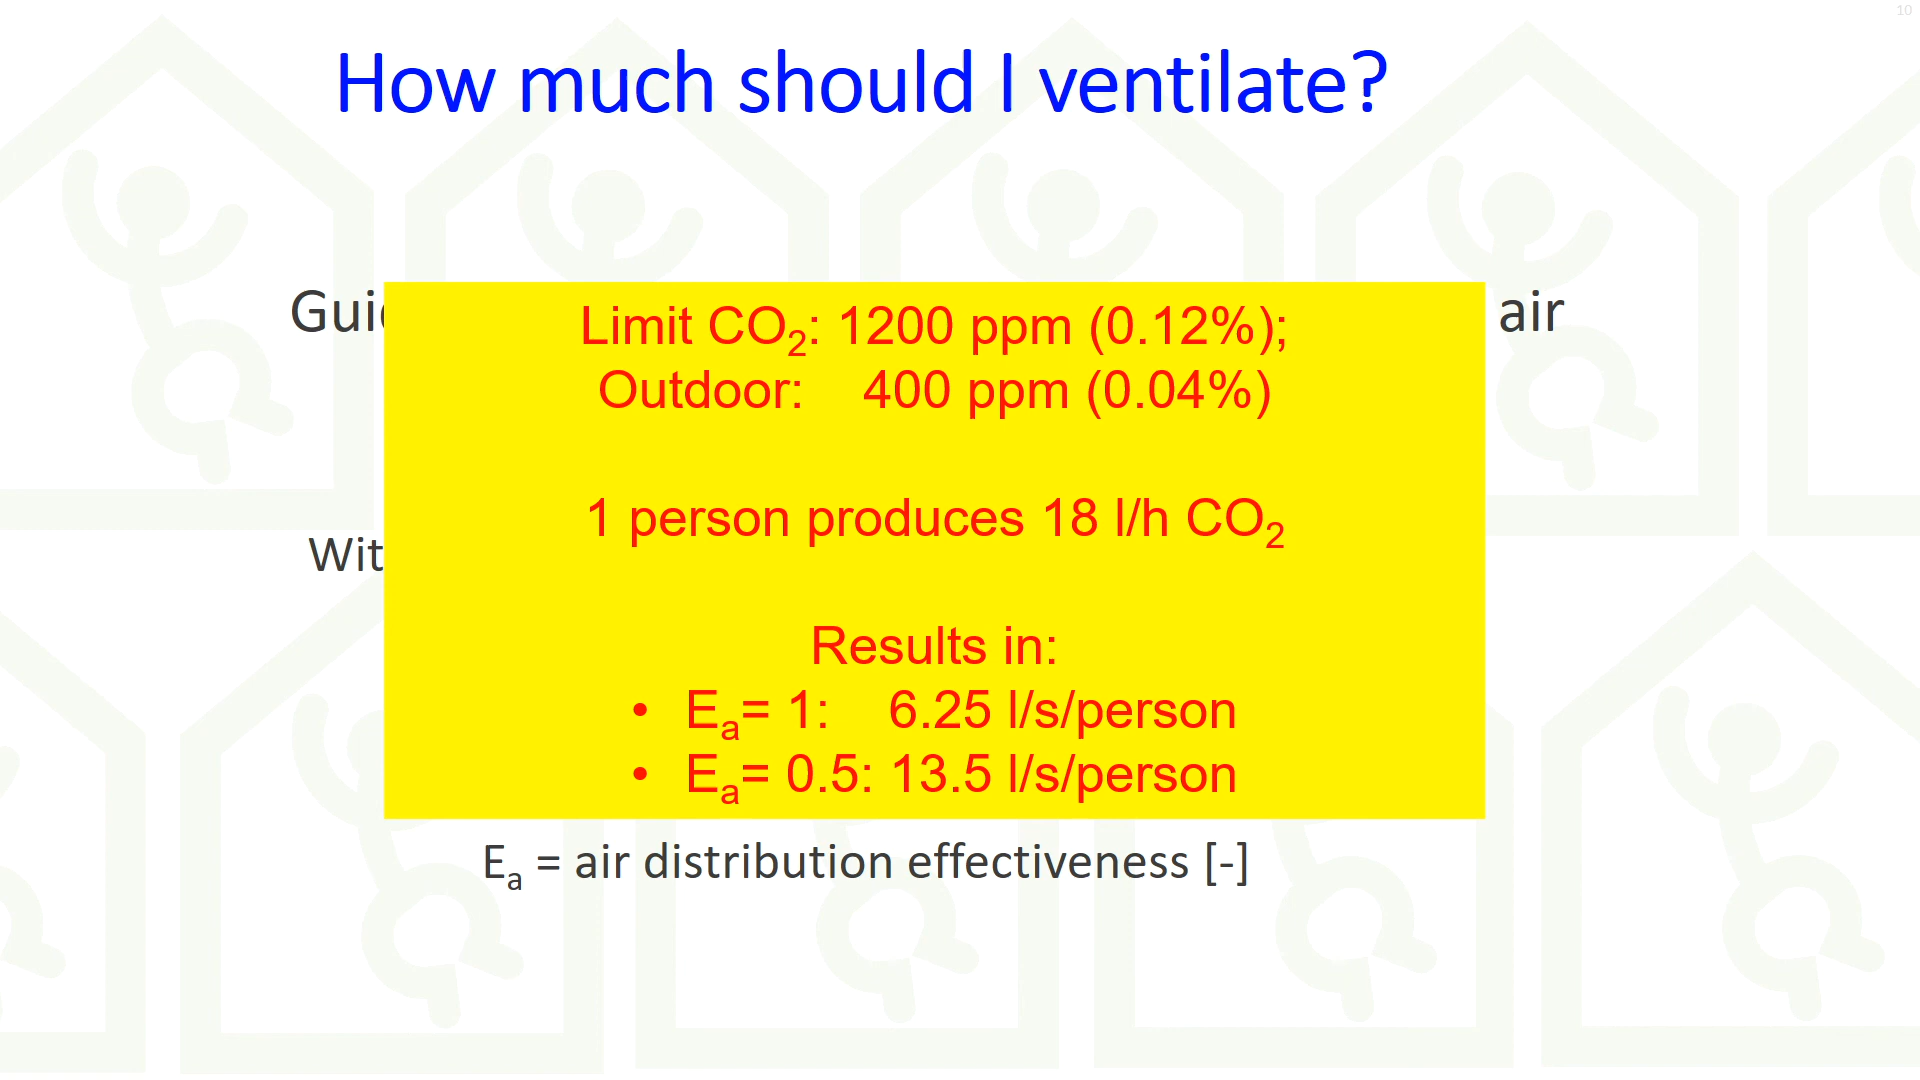 10
How much should I ventilate?
air
Limit CO₂: 1200 ppm (0.12%);
Outdoor: 400 ppm (0.04%)
1 person produces 18 l/h CO₂
Results in:
• Eₐ= 1: 6.25 l/s/person
• Eₐ= 0.5: 13.5 l/s/person
Eₐ = air distribution effectiveness [-]